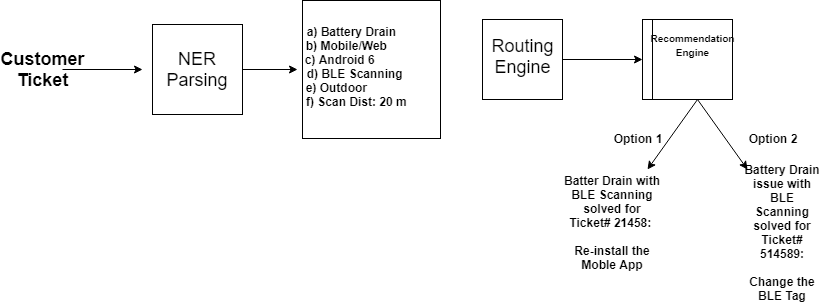 Customer
Ticket
NER
Parsing
a) Battery Drain
b) Mobile/Web
c) Android 6
d) BLE Scanning
e) Outdoor
f) Scan Dist: 20 m
Routing
Engine
Recommendation
Engine
Option 1
Option 2
Batter Drain with
BLE Scanning
solved for
Ticket# 21458:
Re-install the
Moble App
Battery Drain
issue with
BLE
Scanning
solved for
Ticket#
514589:
Change the
BLE Tag